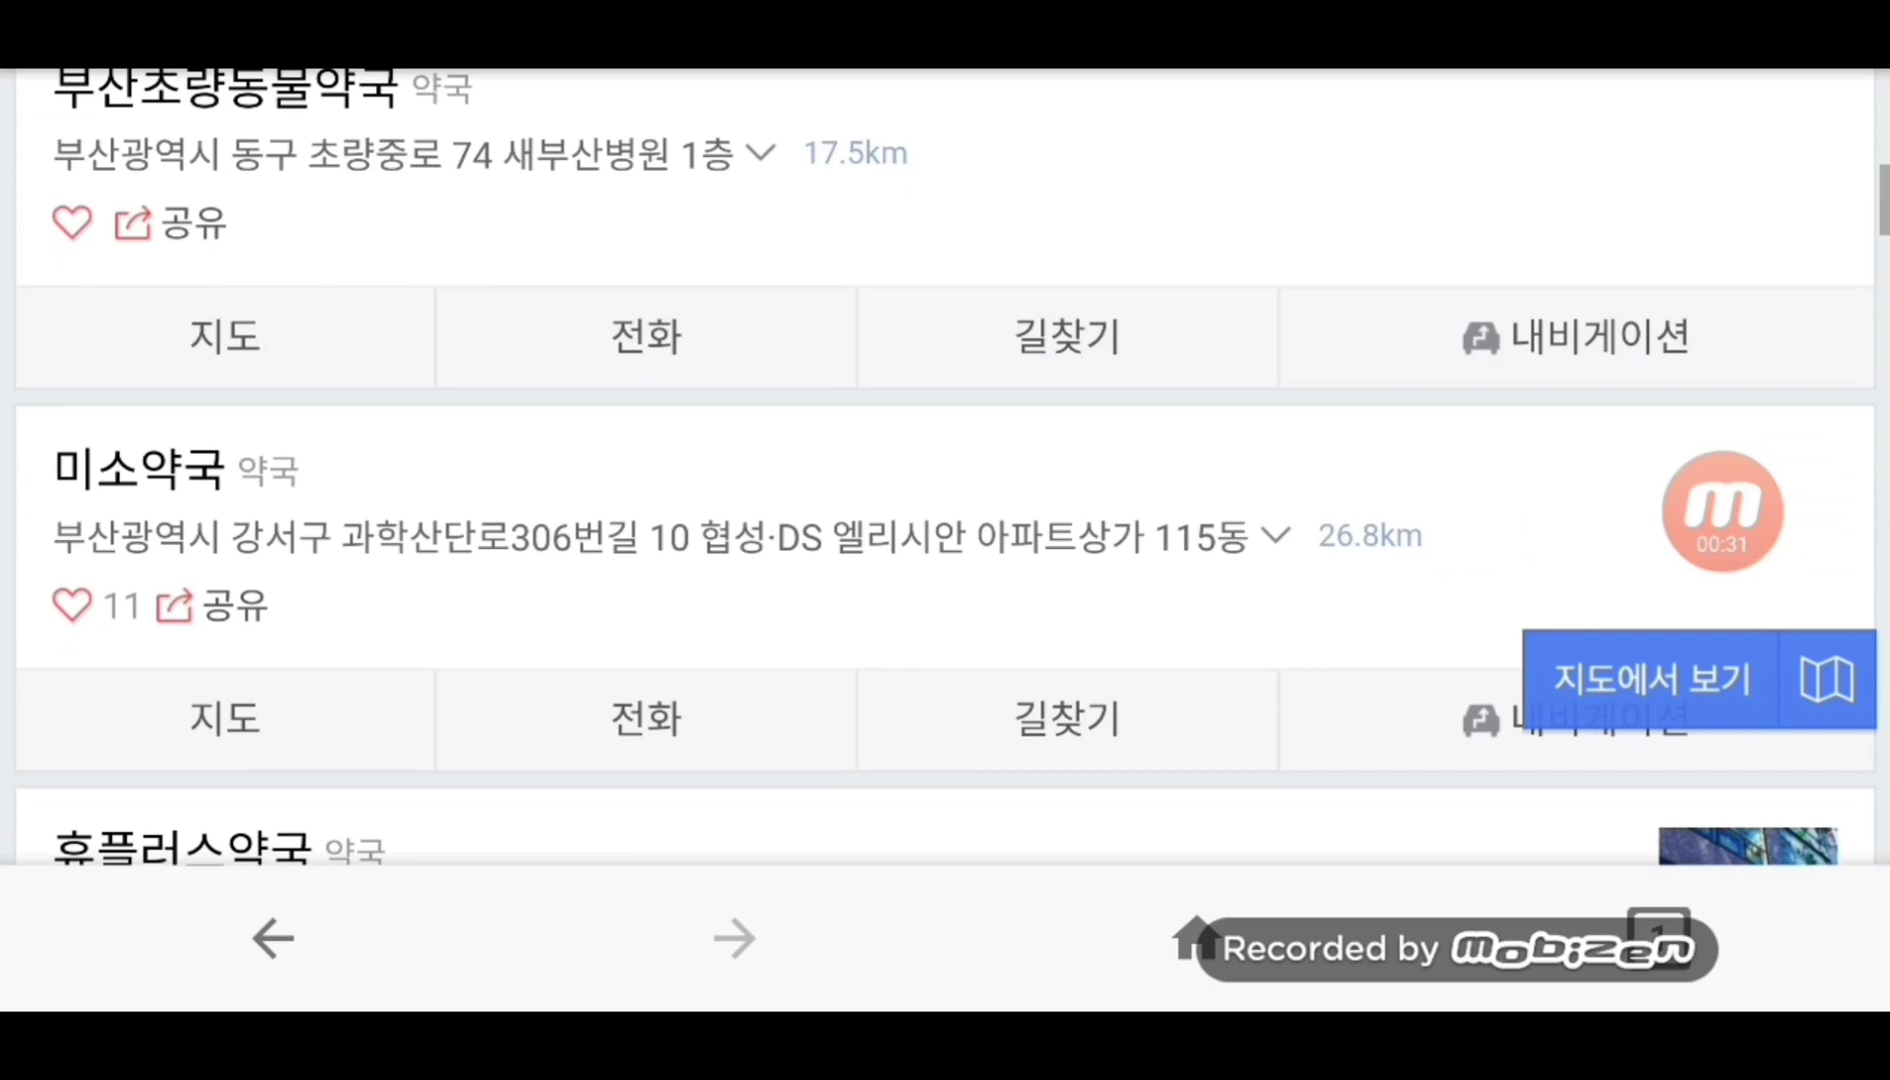 부산초량동물약국 약국
부산광역시 동구 초량중로 74 새부산병원 1층 17.5km
공유
지도 전화 길찾기 내비게이션
미소약국 약국
부산광역시 강서구 과학산단로306번길 10 협성·DS 엘리시안 아파트상가 115동 26.8km
11 공유
m
00:31
지도에서 보기
지도 전화 길찾기 내비게이션
휴플러스약국 약국
1
Recorded by mobizen